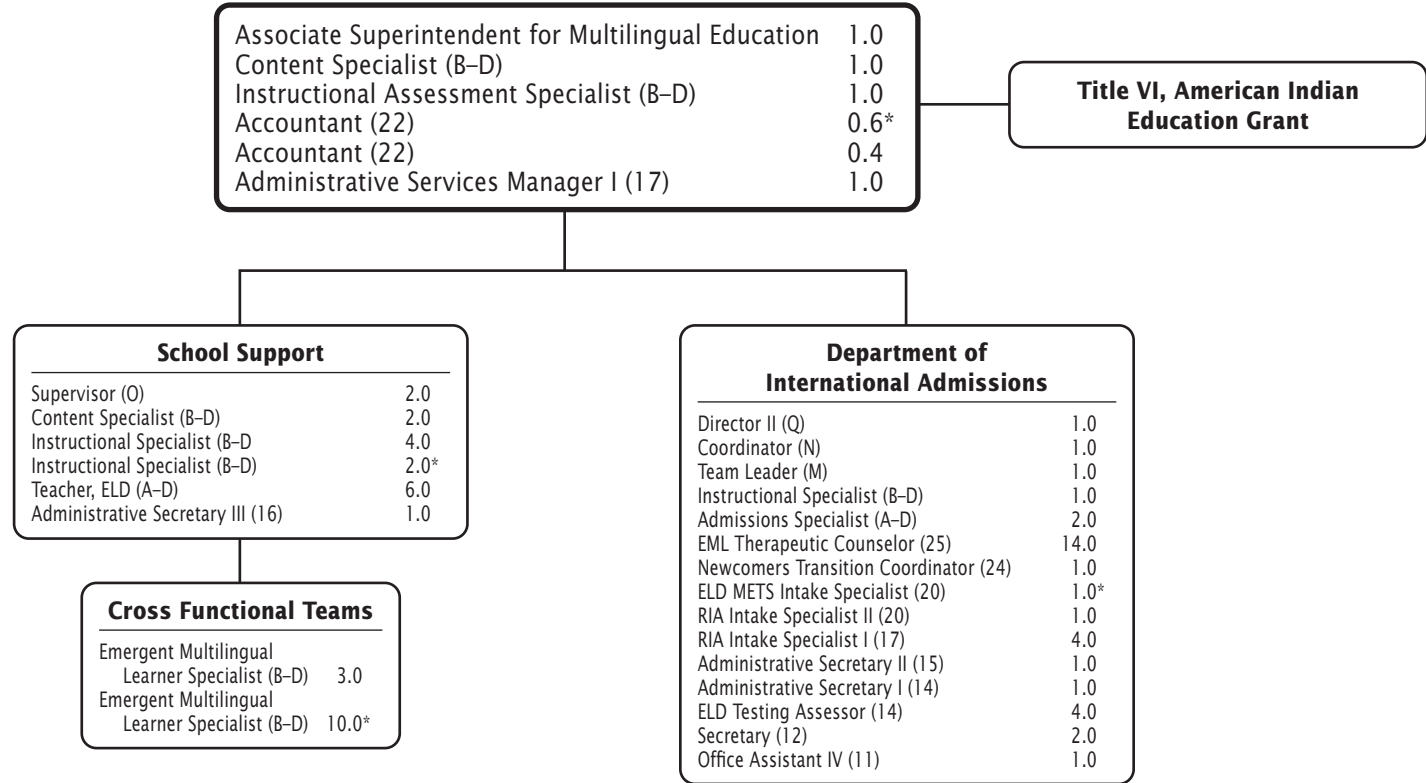 Associate Superintendent for Multilingual Education 1.0
Content Specialist (B–D) 1.0
Instructional Assessment Specialist (B–D) 1.0
Accountant (22) 0.6*
Accountant (22) 0.4
Administrative Services Manager I (17) 1.0
Title VI, American Indian
Education Grant
School Support
Supervisor (O) 2.0
Content Specialist (B–D) 2.0
Instructional Specialist (B–D 4.0
Instructional Specialist (B–D) 2.0*
Teacher, ELD (A–D) 6.0
Administrative Secretary III (16) 1.0
Cross Functional Teams
Emergent Multilingual
Learner Specialist (B–D) 3.0
Emergent Multilingual
Learner Specialist (B–D) 10.0*
Department of
International Admissions
Director II (Q) 1.0
Coordinator (N) 1.0
Team Leader (M) 1.0
Instructional Specialist (B–D) 1.0
Admissions Specialist (A–D) 2.0
EML Therapeutic Counselor (25) 14.0
Newcomers Transition Coordinator (24) 1.0
ELD METS Intake Specialist (20) 1.0*
RIA Intake Specialist II (20) 1.0
RIA Intake Specialist I (17) 4.0
Administrative Secretary II (15) 1.0
Administrative Secretary I (14) 1.0
ELD Testing Assessor (14) 4.0
Secretary (12) 2.0
Office Assistant IV (11) 1.0